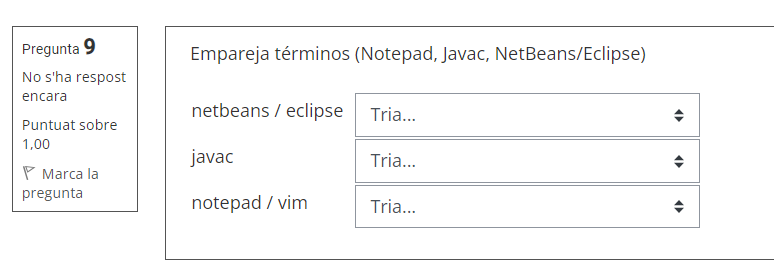 Pregunta 9
No s'ha respost
encara
Puntuat sobre
1,00
Marca la
pregunta
Empareja términos (Notepad, Javac, NetBeans/Eclipse)
netbeans / eclipse Tria...
javac Tria...
notepad / vim Tria...